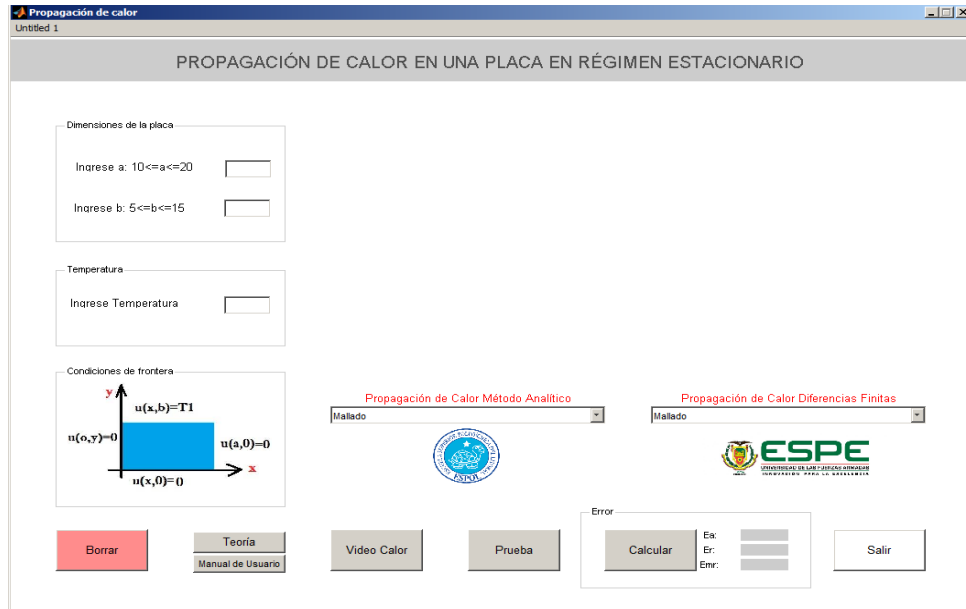 Propagación de calor
Untitled 1
PROPAGACIÓN DE CALOR EN UNA PLACA EN RÉGIMEN ESTACIONARIO
Dimensiones de la placa
Ingrese a: 10<=a<=20
Ingrese b: 5<=b<=15
Temperatura
Ingrese Temperatura
Condiciones de frontera
y
u(x,b)=T1
u(o,y)=0
u(a,0)=0
x
u(x,0)=0
Propagación de Calor Método Analítico
Mallado
ESPOL
Propagación de Calor Diferencias Finitas
Mallado
ESPE
UNIVERSIDAD DE LAS FUERZAS ARMADAS
INNOVACIÓN PARA LA EXCELENCIA
Borrar
Teoría
Manual de Usuario
Video Calor
Prueba
Error
Calcular
Ea:
Er:
Emr:
Salir